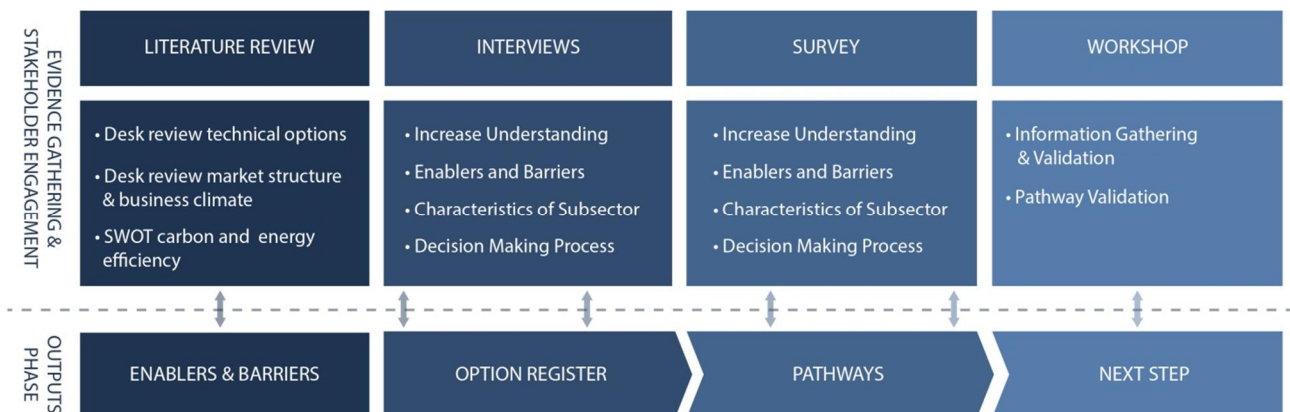 EVIDENCE GATHERING &
STAKEHOLDER ENGAGEMENT
LITERATURE REVIEW
• Desk review technical options
• Desk review market structure
& business climate
• SWOT carbon and energy
efficiency
INTERVIEWS
• Increase Understanding
• Enablers and Barriers
• Characteristics of Subsector
• Decision Making Process
SURVEY
• Increase Understanding
• Enablers and Barriers
• Characteristics of Subsector
• Decision Making Process
WORKSHOP
• Information Gathering
& Validation
• Pathway Validation
OUTPUTS
PHASE
ENABLERS & BARRIERS
OPTION REGISTER
PATHWAYS
NEXT STEP